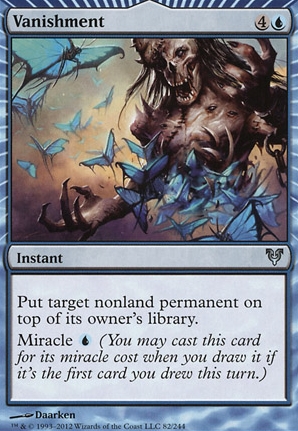 Vanishment 4
Instant
Put target nonland permanent on
top of its owner's library.
Miracle (You may cast this card
for its miracle cost when you draw it if
it's the first card you drew this turn.)
Daarken
™ & © 1993–2012 Wizards of the Coast LLC 82/244